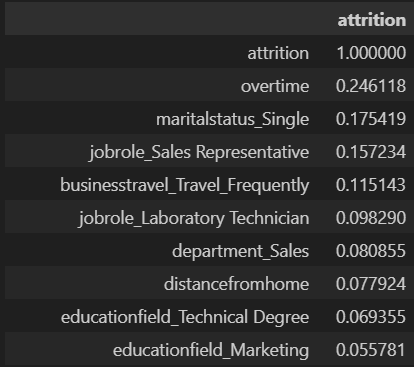 attrition
attrition 1.000000
overtime 0.246118
maritalstatus_Single 0.175419
jobrole_Sales Representative 0.157234
businesstravel_Travel_Frequently 0.115143
jobrole_Laboratory Technician 0.098290
department_Sales 0.080855
distancefromhome 0.077924
educationfield_Technical Degree 0.069355
educationfield_Marketing 0.055781